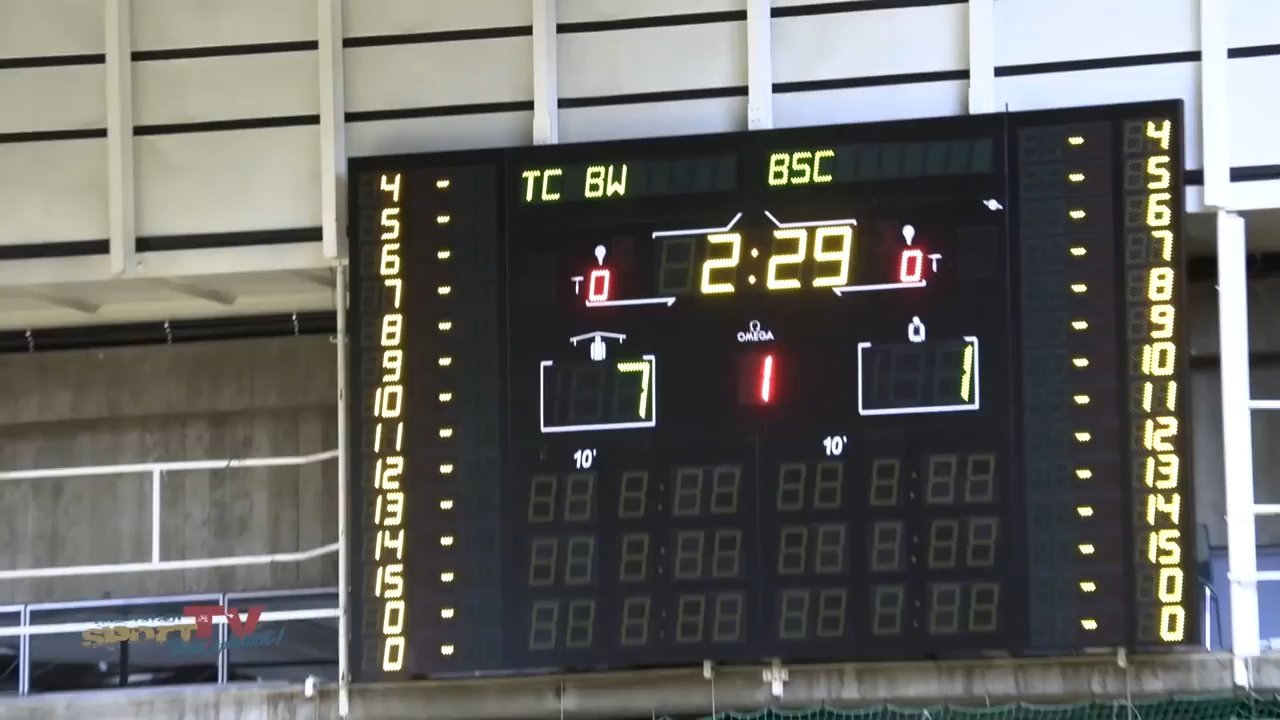 TC BW BSC
T 0 2:29 0 T
OMEGA
7 1 1
10' 10'
4 - - 4
5 - - 5
6 - - 6
7 - - 7
8 - - 8
9 - - 9
10 - - 10
11 - - 11
12 - - 12
13 - - 13
14 - - 14
15 - - 15
0 - - 0
0 - - 0
SPORT TV